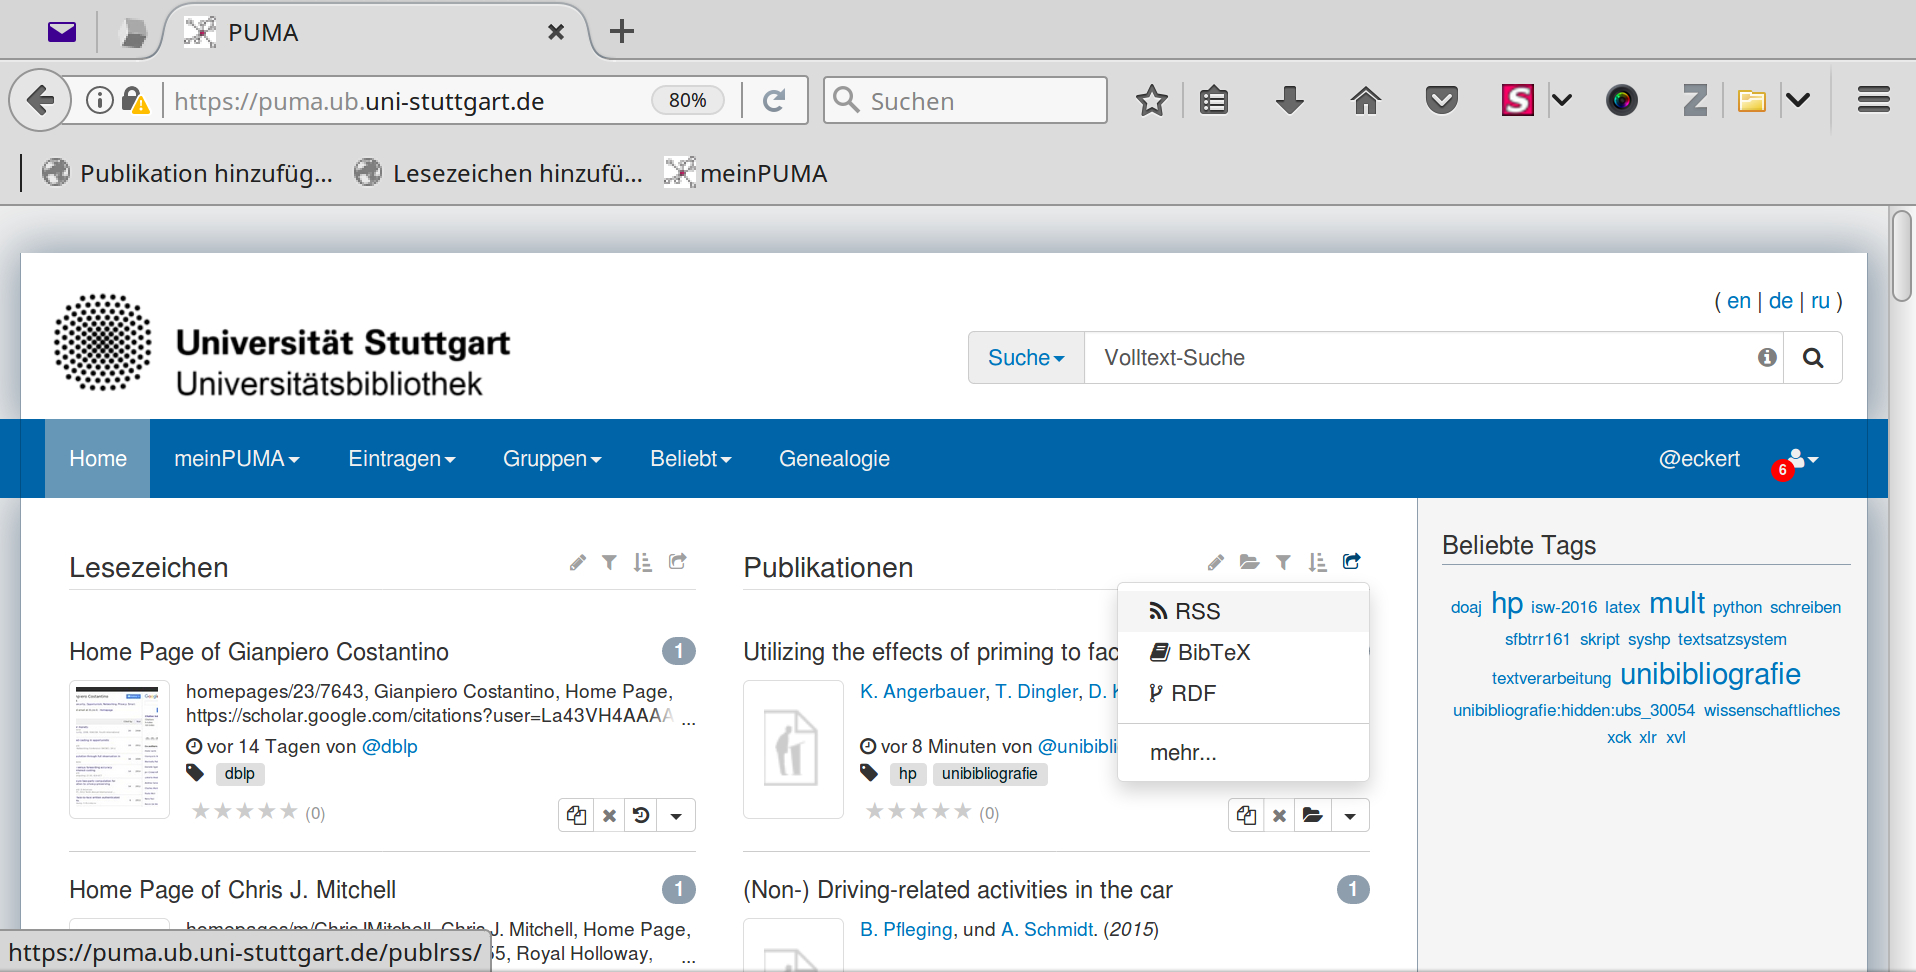 PUMA
https://puma.ub.uni-stuttgart.de
80%
Suchen
Publikation hinzufüg...
Lesezeichen hinzufü...
meinPUMA
( en | de | ru )
Universität Stuttgart
Universitätsbibliothek
Suche
Volltext-Suche
Home
meinPUMA
Eintragen
Gruppen
Beliebt
Genealogie
@eckert
6
Lesezeichen
Home Page of Gianpiero Costantino
1
homepages/23/7643, Gianpiero Costantino, Home Page,
https://scholar.google.com/citations?user=La43VH4AAAA ...
vor 14 Tagen von @dblp
dblp
(0)
Home Page of Chris J. Mitchell
1
homepages/m/ChrisJMitchell, Chris J. Mitchell, Home Page,
55, Royal Holloway, ...
Publikationen
RSS
BibTeX
RDF
mehr...
Utilizing the effects of priming to fac
K. Angerbauer, T. Dingler, D.
vor 8 Minuten von @unibibli
hp unibibliografie
(0)
(Non-) Driving-related activities in the car
1
B. Pfleging, und A. Schmidt. (2015)
Beliebte Tags
doaj hp isw-2016 latex mult python schreiben
sfbtrr161 skript syshp textsatzsystem
textverarbeitung unibibliografie
unibibliografie:hidden:ubs_30054 wissenschaftliches
xck xlr xvl
https://puma.ub.uni-stuttgart.de/publrss/